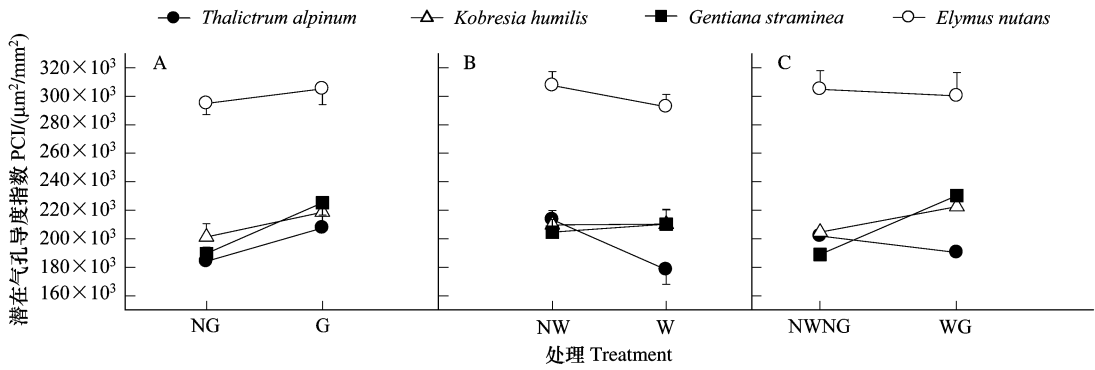 Thalictrum alpinum Kobresia humilis Gentiana straminea Elymus nutans
潜在气孔导度指数 PCI/(μm²/mm²)
320×10³
300×10³
280×10³
260×10³
240×10³
220×10³
200×10³
180×10³
160×10³
A B C
NG G NW W NWNG WG
处理 Treatment